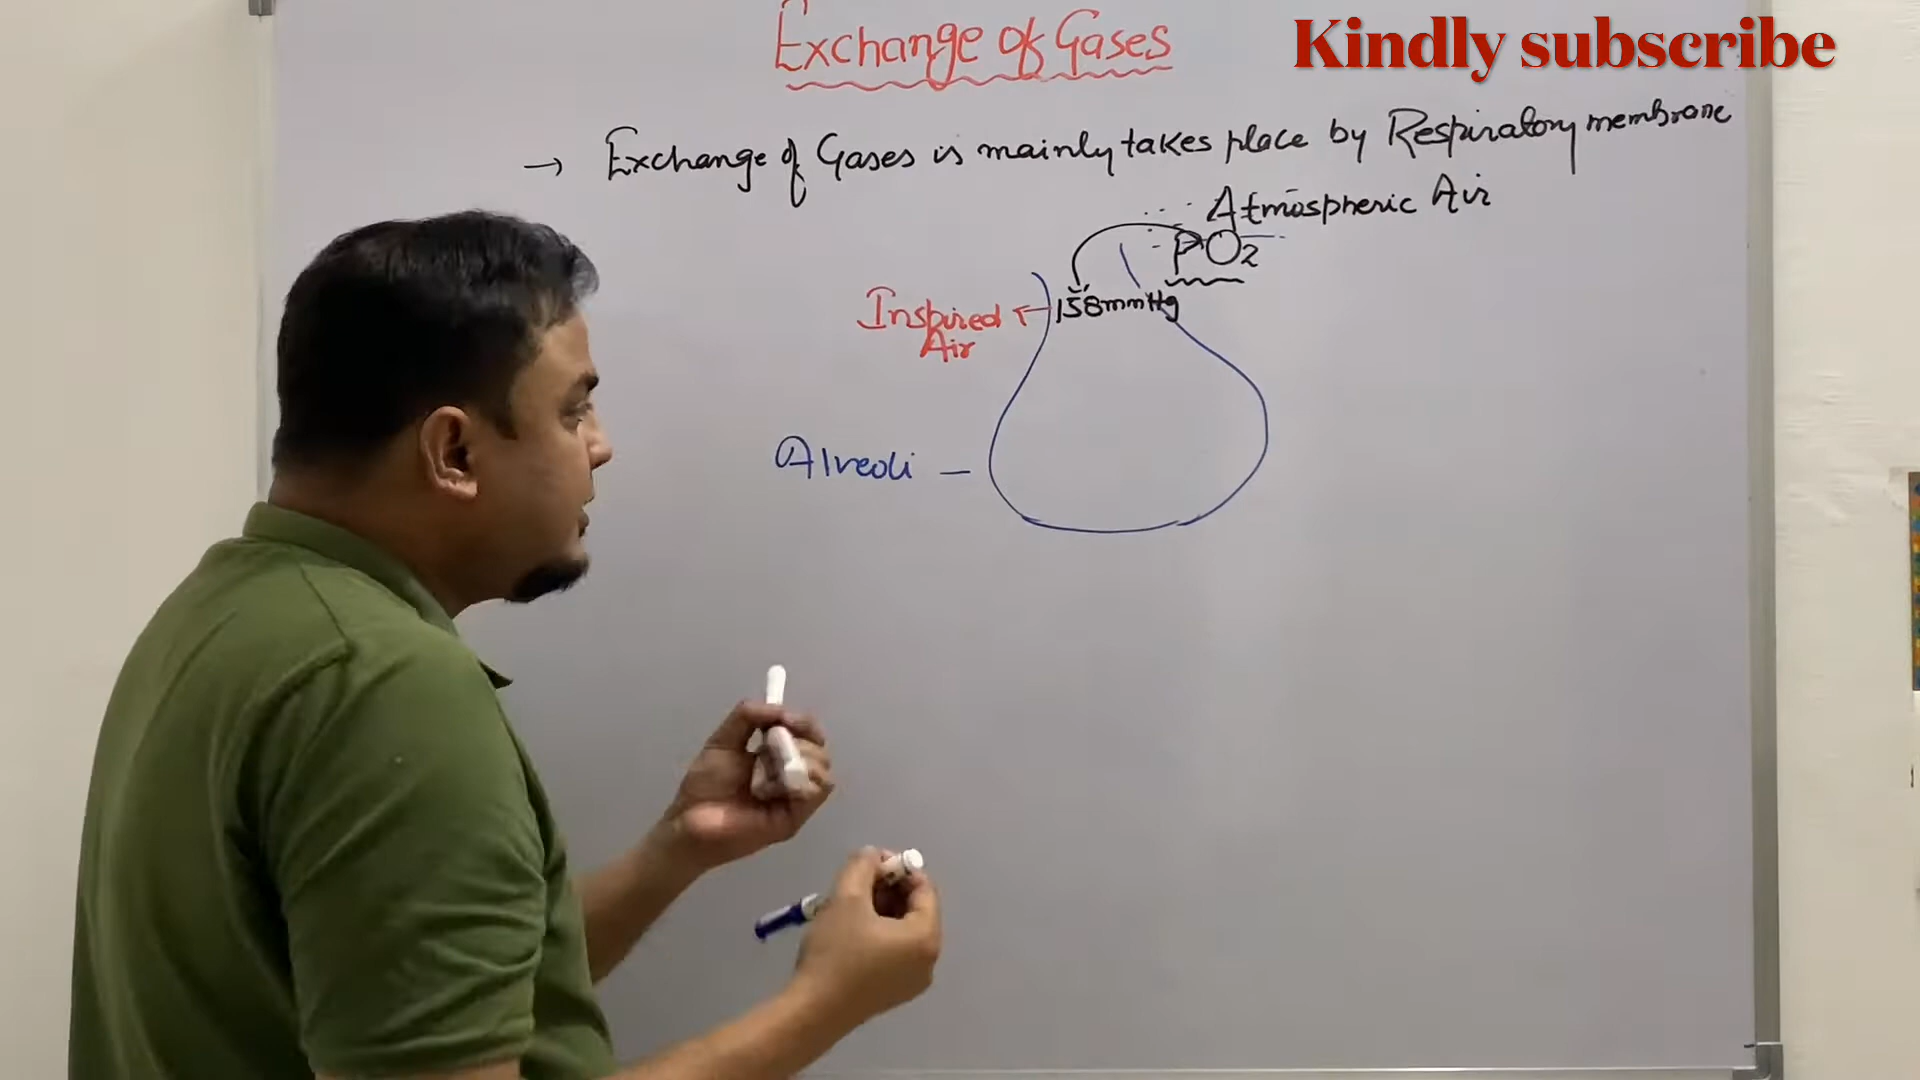 Exchange of Gases
Kindly subscribe
→ Exchange of Gases is mainly takes place by Respiratory membrane
Atmospheric Air
PO2
158mmHg
Inspired
Air
Alveoli –